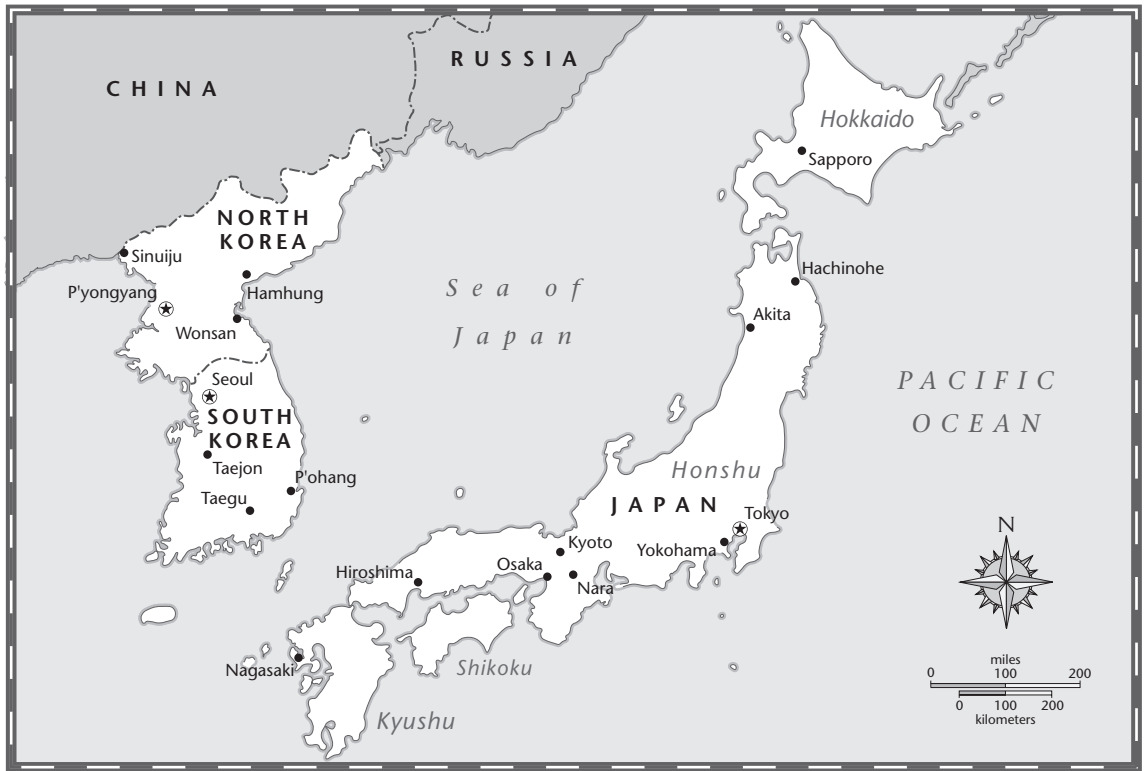 RUSSIA
CHINA
Hokkaido
Sapporo
NORTH
KOREA
Sinuiju
Hachinohe
P'yongyang
Hamhung
Sea of
Japan
Akita
Wonsan
Seoul
PACIFIC
OCEAN
SOUTH
KOREA
Taejon
P'ohang
Honshu
Taegu
JAPAN
Tokyo
N
Kyoto
Yokohama
Osaka
Hiroshima
Nara
Nagasaki
Shikoku
miles
0 100 200
0 100 200
kilometers
Kyushu